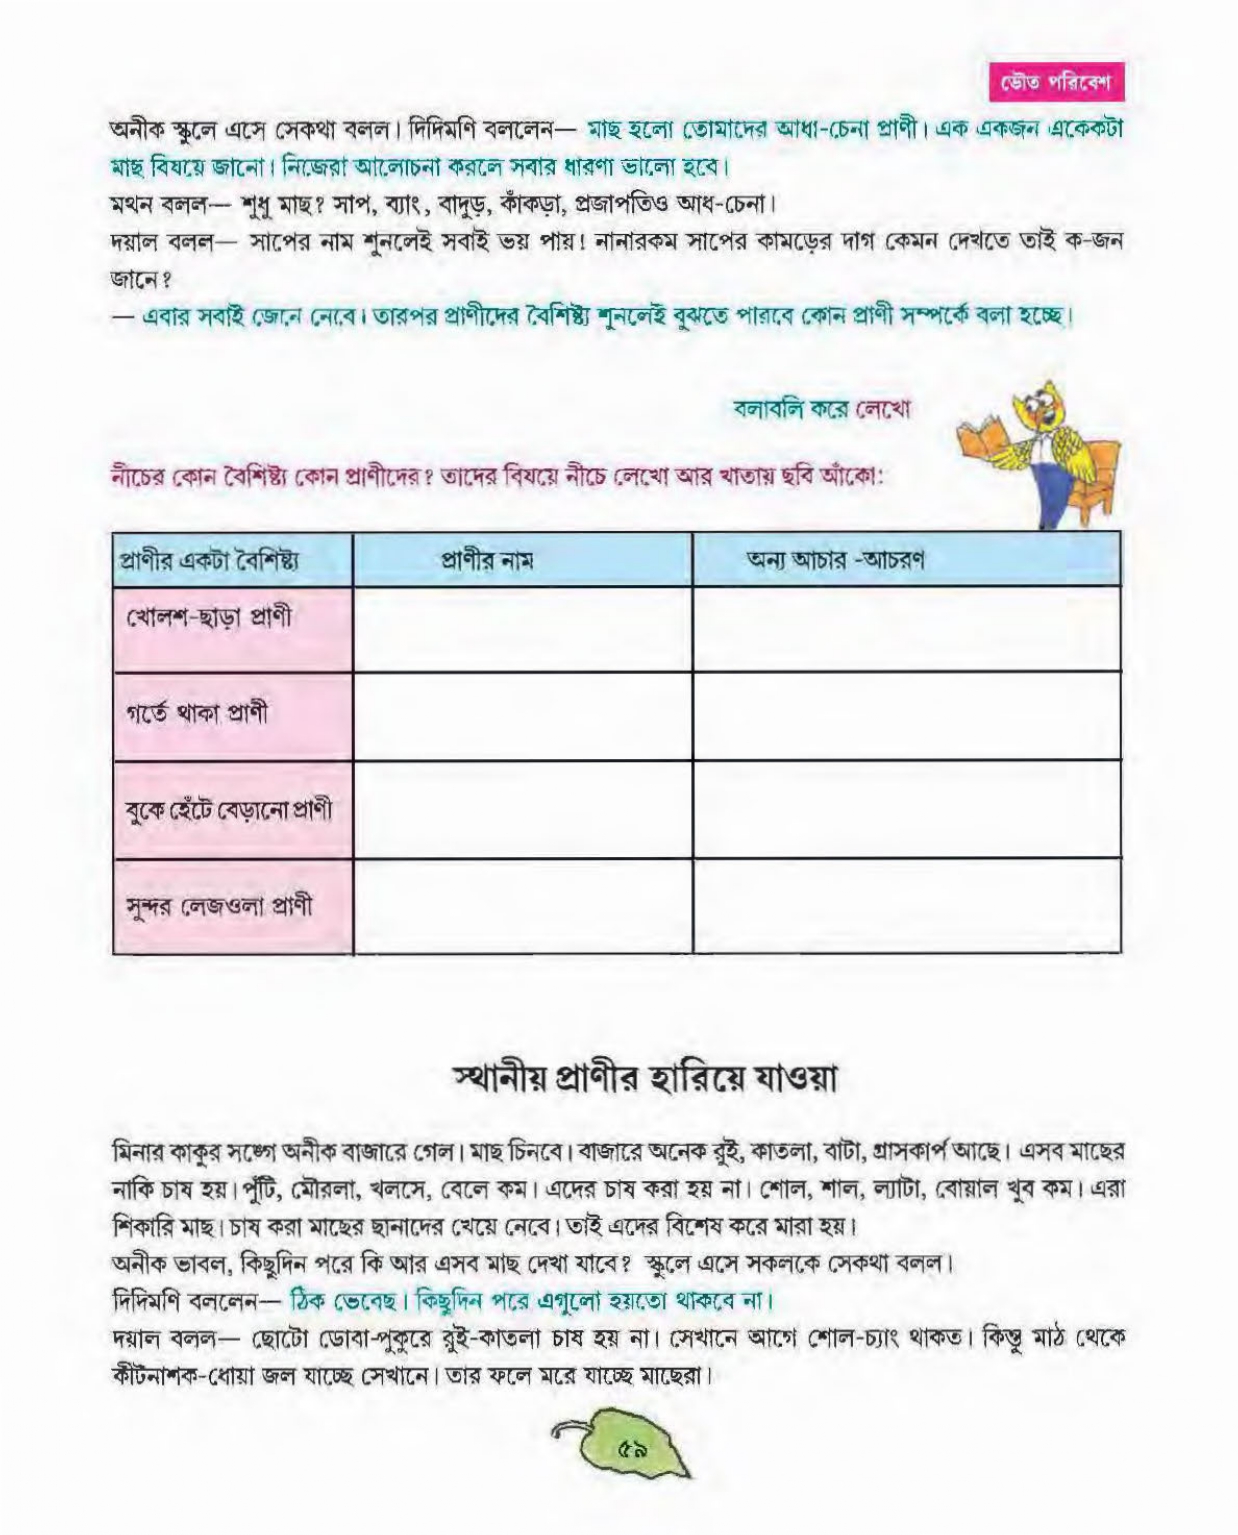 ভৌত পরিবেশ
অনীক স্কুলে এসে সেকথা বলল। দিদিমণি বললেন— মাছ হলো তোমাদের আধা-চেনা প্রাণী। এক একজন একেকটা
মাছ বিষয়ে জানো। নিজেরা আলোচনা করলে সবার ধারণা ভালো হবে।
মথন বলল— শুধু মাছ? সাপ, ব্যাং, বাদুড়, কাঁকড়া, প্রজাপতিও আধ-চেনা।
দয়াল বলল— সাপের নাম শুনলেই সবাই ভয় পায়! নানারকম সাপের কামড়ের দাগ কেমন দেখতে তাই ক-জন
জানে?
— এবার সবাই জেনে নেবে। তারপর প্রাণীদের বৈশিষ্ট্য শুনলেই বুঝতে পারবে কোন প্রাণী সম্পর্কে বলা হচ্ছে।
বলাবলি করে লেখো
নীচের কোন বৈশিষ্ট্য কোন প্রাণীদের? তাদের বিষয়ে নীচে লেখো আর খাতায় ছবি আঁকো:
প্রাণীর একটা বৈশিষ্ট্য প্রাণীর নাম অন্য আচার -আচরণ
খোলশ-ছাড়া প্রাণী
গর্তে থাকা প্রাণী
বুকে হেঁটে বেড়ানো প্রাণী
সুন্দর লেজওলা প্রাণী
স্থানীয় প্রাণীর হারিয়ে যাওয়া
মিনার কাকুর সঙ্গে অনীক বাজারে গেল। মাছ চিনবে। বাজারে অনেক রুই, কাতলা, বাটা, গ্রাসকার্প আছে। এসব মাছের
নাকি চাষ হয়। পুঁটি, মৌরলা, খলসে, বেলে কম। এদের চাষ করা হয় না। শোল, শাল, ল্যাটা, বোয়াল খুব কম। এরা
শিকারি মাছ। চাষ করা মাছের ছানাদের খেয়ে নেবে। তাই এদের বিশেষ করে মারা হয়।
অনীক ভাবল, কিছুদিন পরে কি আর এসব মাছ দেখা যাবে? স্কুলে এসে সকলকে সেকথা বলল।
দিদিমণি বললেন— ঠিক ভেবেছ। কিছুদিন পরে এগুলো হয়তো থাকবে না।
দয়াল বলল— ছোটো ডোবা-পুকুরে রুই-কাতলা চাষ হয় না। সেখানে আগে শোল-চ্যাং থাকত। কিন্তু মাঠ থেকে
কীটনাশক-ধোয়া জল যাচ্ছে সেখানে। তার ফলে মরে যাচ্ছে মাছেরা।
৫৯